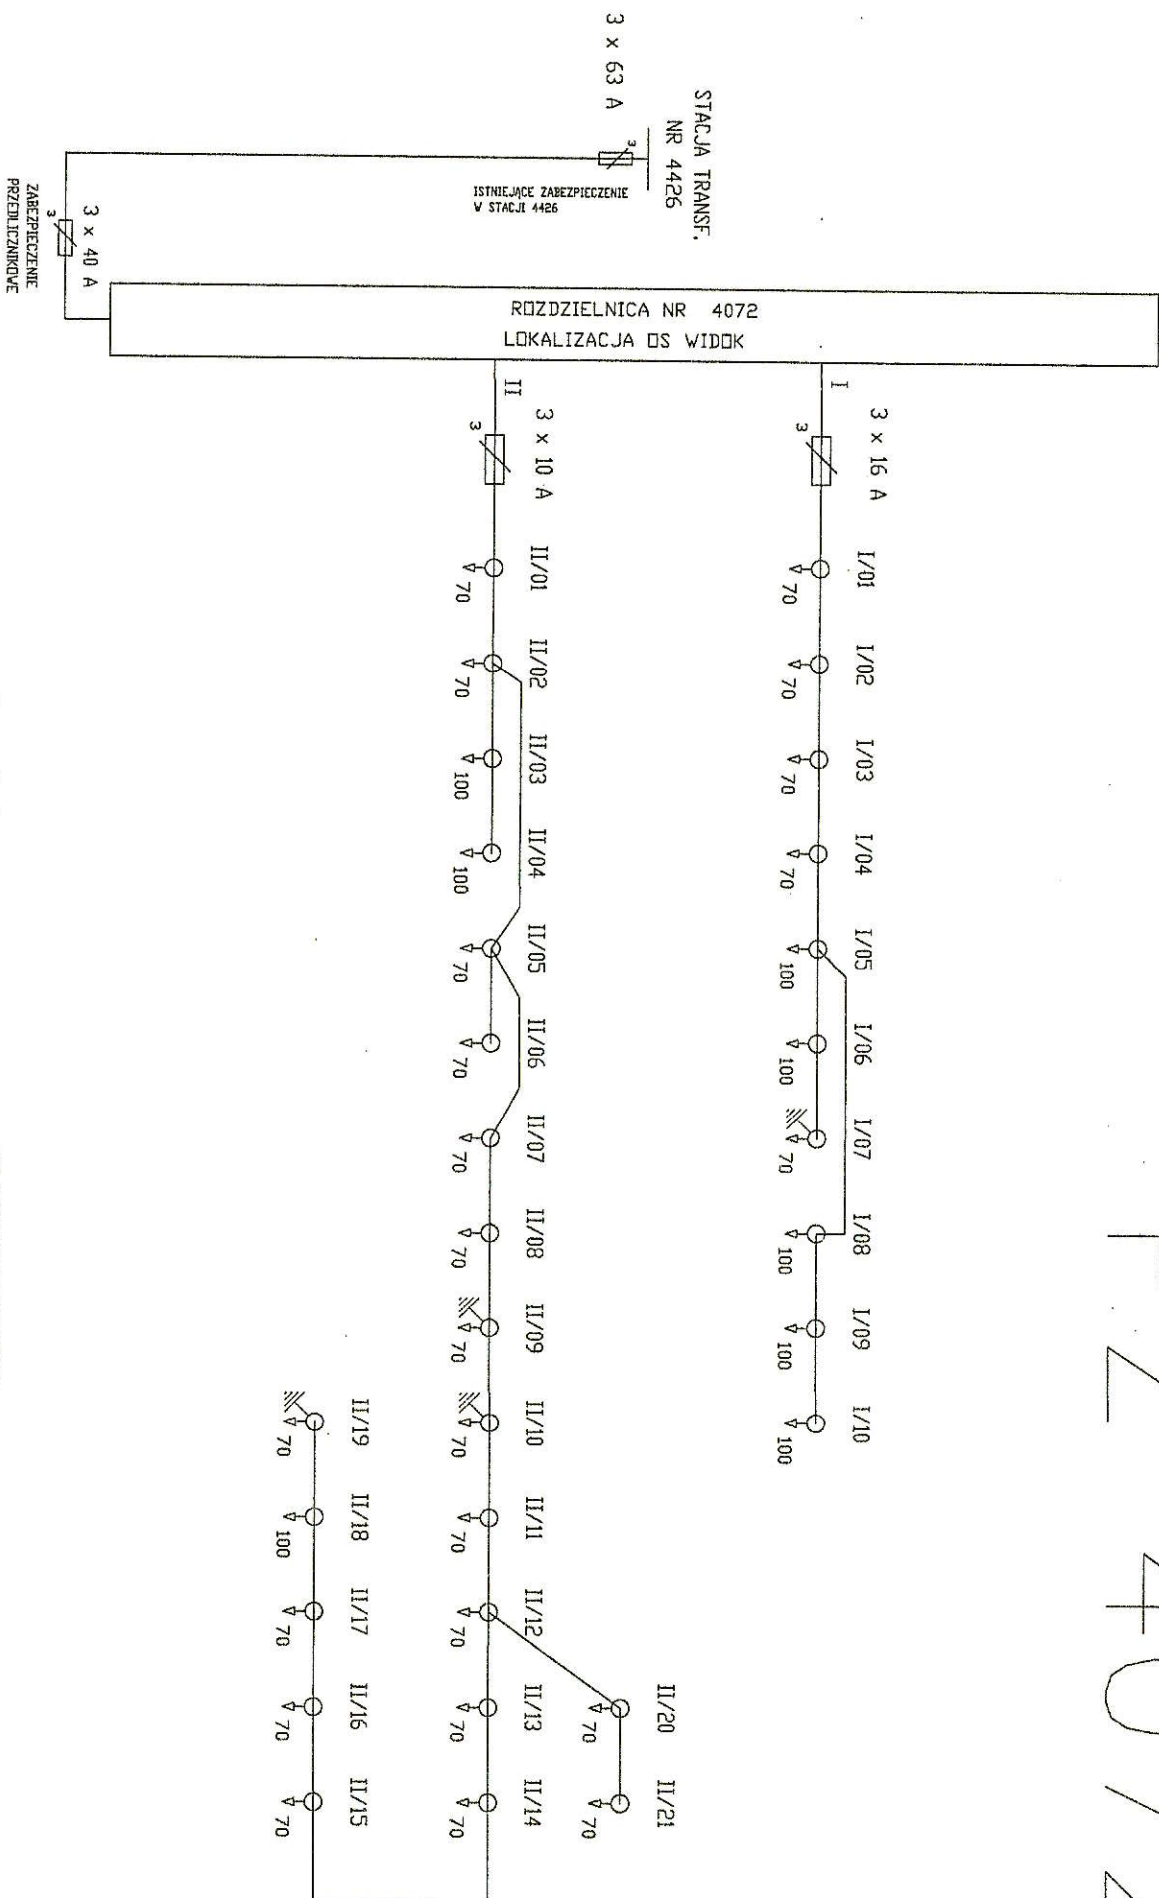 STACJA TRANSF.
NR 4426
3 x 63 A
3
ISTNIEJĄCE ZABEZPIECZENIE
W STACJI 4426
3 x 40 A
3
ZABEZPIECZENIE
PRZEDLICZNIKOWE
ROZDZIELNICA NR 4072
LOKALIZACJA OS WIDOK
I
3 x 16 A
3
I/01
I/02
I/03
I/04
I/05
I/06
I/07
I/08
I/09
I/10
70
70
70
70
100
100
70
100
100
100
II/20
II/21
70
70
II
3 x 10 A
3
II/01
II/02
II/03
II/04
II/05
II/06
II/07
II/08
II/09
II/10
II/11
II/12
II/13
II/14
70
70
100
100
70
70
70
70
70
70
70
70
70
70
II/19
II/18
II/17
II/16
II/15
70
100
70
70
70